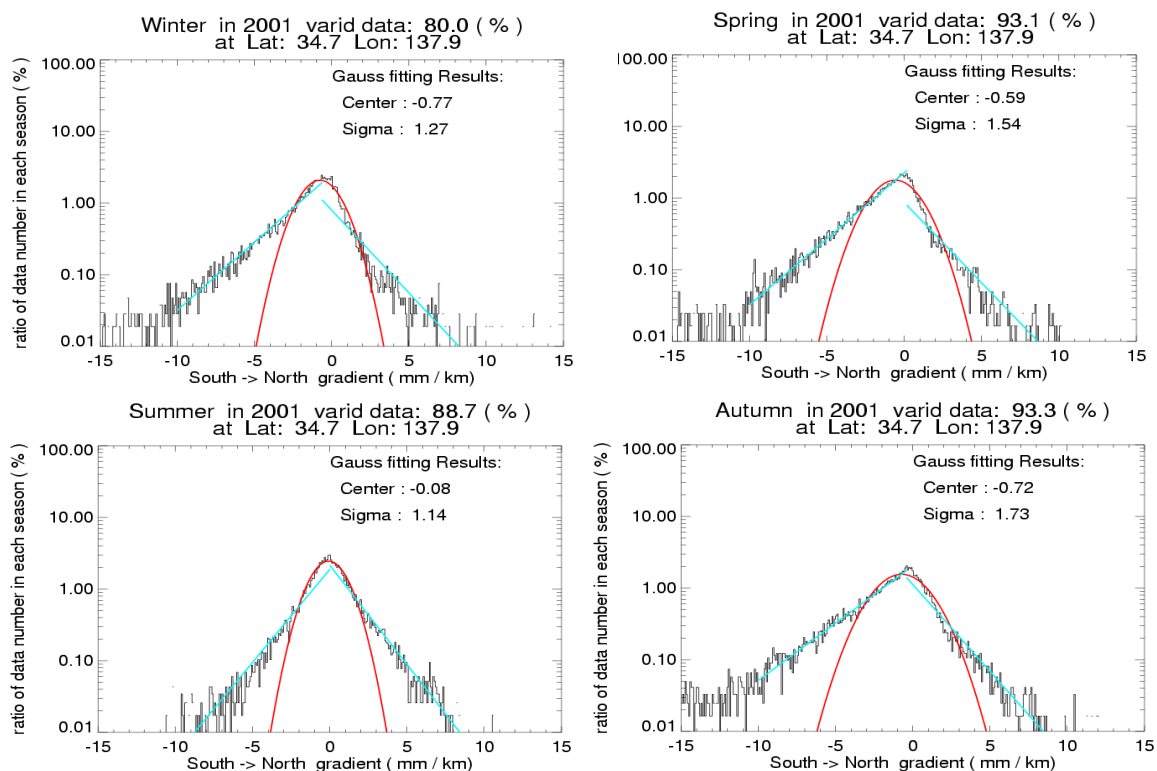 Winter in 2001 varid data: 80.0 ( % )
at Lat: 34.7 Lon: 137.9
ratio of data number in each season ( % )
100.00
10.00
1.00
0.10
0.01
Gauss fitting Results:
Center : -0.77
Sigma : 1.27
-15 -10 -5 0 5 10 15
South -> North gradient ( mm / km)
Spring in 2001 varid data: 93.1 ( % )
at Lat: 34.7 Lon: 137.9
100.00
10.00
1.00
0.10
0.01
Gauss fitting Results:
Center : -0.59
Sigma : 1.54
-15 -10 -5 0 5 10 15
South -> North gradient ( mm / km)
Summer in 2001 varid data: 88.7 ( % )
at Lat: 34.7 Lon: 137.9
ratio of data number in each season ( % )
100.00
10.00
1.00
0.10
0.01
Gauss fitting Results:
Center : -0.08
Sigma : 1.14
-15 -10 -5 0 5 10 15
South -> North gradient ( mm / km)
Autumn in 2001 varid data: 93.3 ( % )
at Lat: 34.7 Lon: 137.9
ratio of data number in each season ( % )
100.00
10.00
1.00
0.10
0.01
Gauss fitting Results:
Center : -0.72
Sigma : 1.73
-15 -10 -5 0 5 10 15
South -> North gradient ( mm / km)